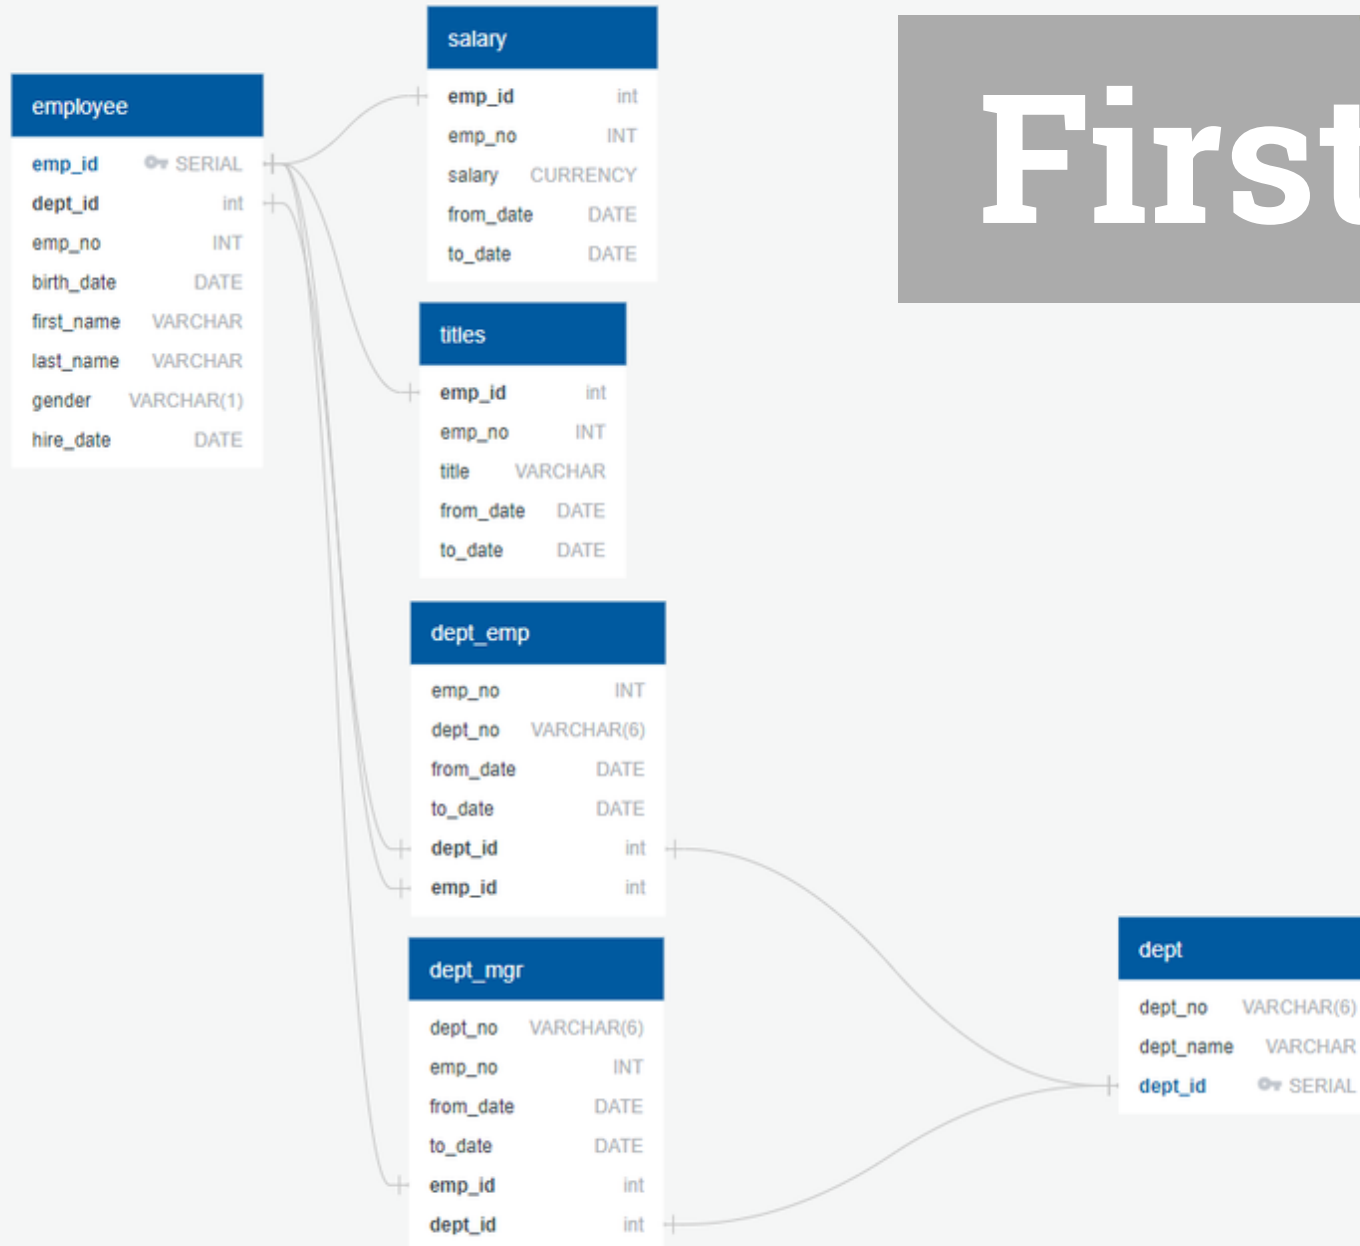 salary
emp_id int
emp_no INT
salary CURRENCY
from_date DATE
to_date DATE
employee
emp_id SERIAL
dept_id int
emp_no INT
birth_date DATE
first_name VARCHAR
last_name VARCHAR
gender VARCHAR(1)
hire_date DATE
First
titles
emp_id int
emp_no INT
title VARCHAR
from_date DATE
to_date DATE
dept_emp
emp_no INT
dept_no VARCHAR(6)
from_date DATE
to_date DATE
dept_id int
emp_id int
dept_mgr
dept_no VARCHAR(6)
emp_no INT
from_date DATE
to_date DATE
emp_id int
dept_id int
dept
dept_no VARCHAR(6)
dept_name VARCHAR
dept_id SERIAL